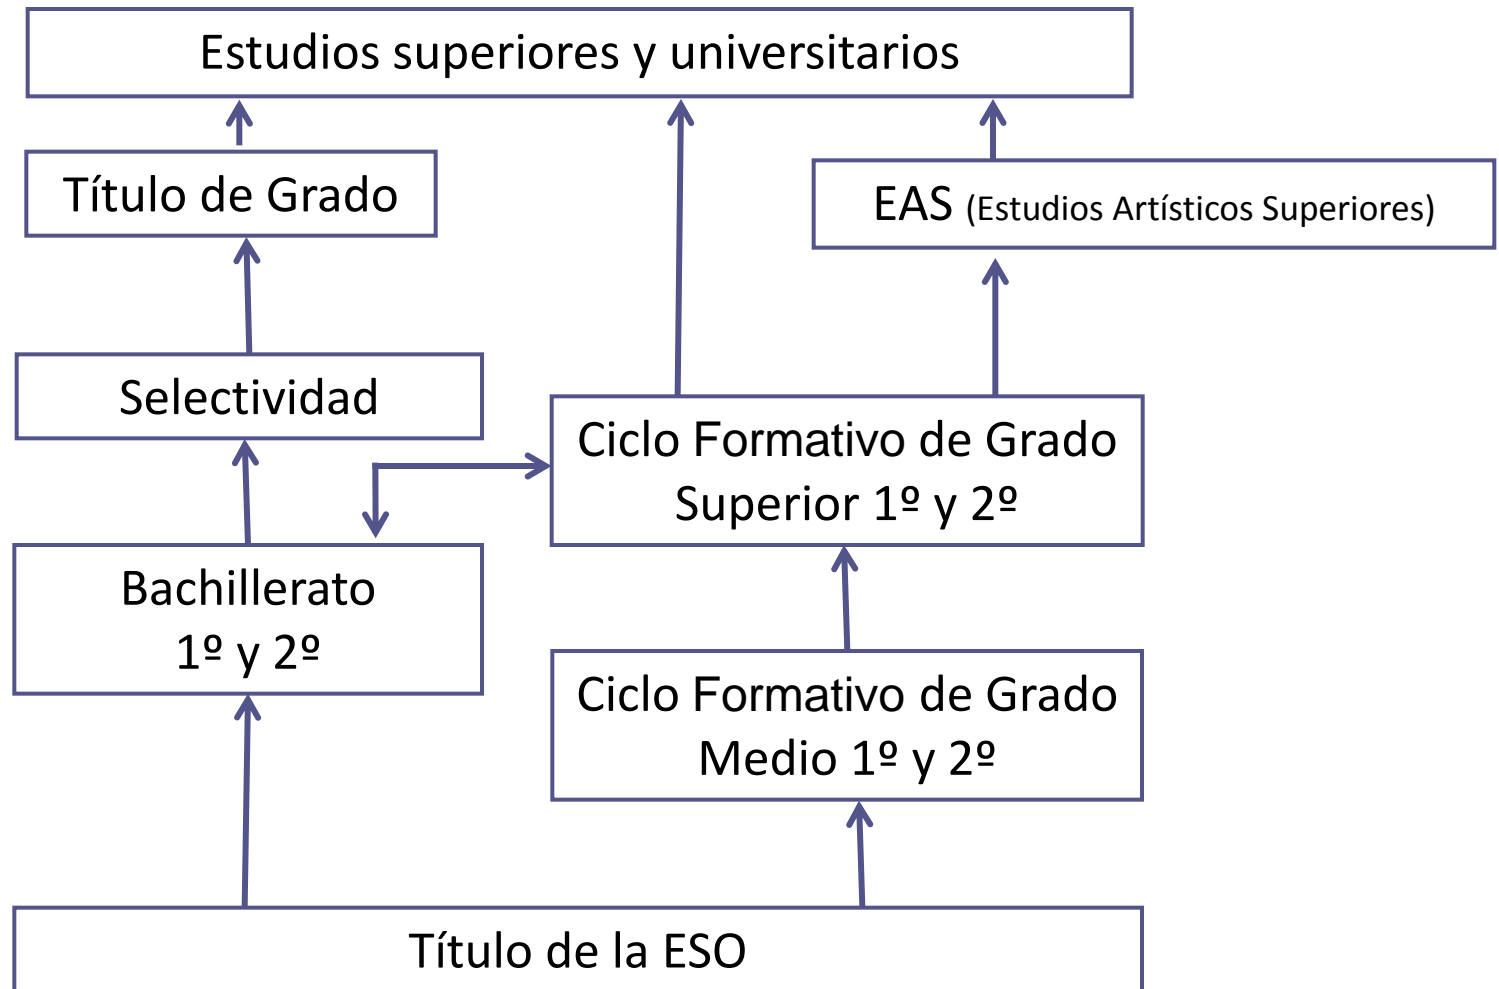 Estudios superiores y universitarios
Título de Grado
EAS (Estudios Artísticos Superiores)
Selectividad
Ciclo Formativo de Grado
Superior 1º y 2º
Bachillerato
1º y 2º
Ciclo Formativo de Grado
Medio 1º y 2º
Título de la ESO